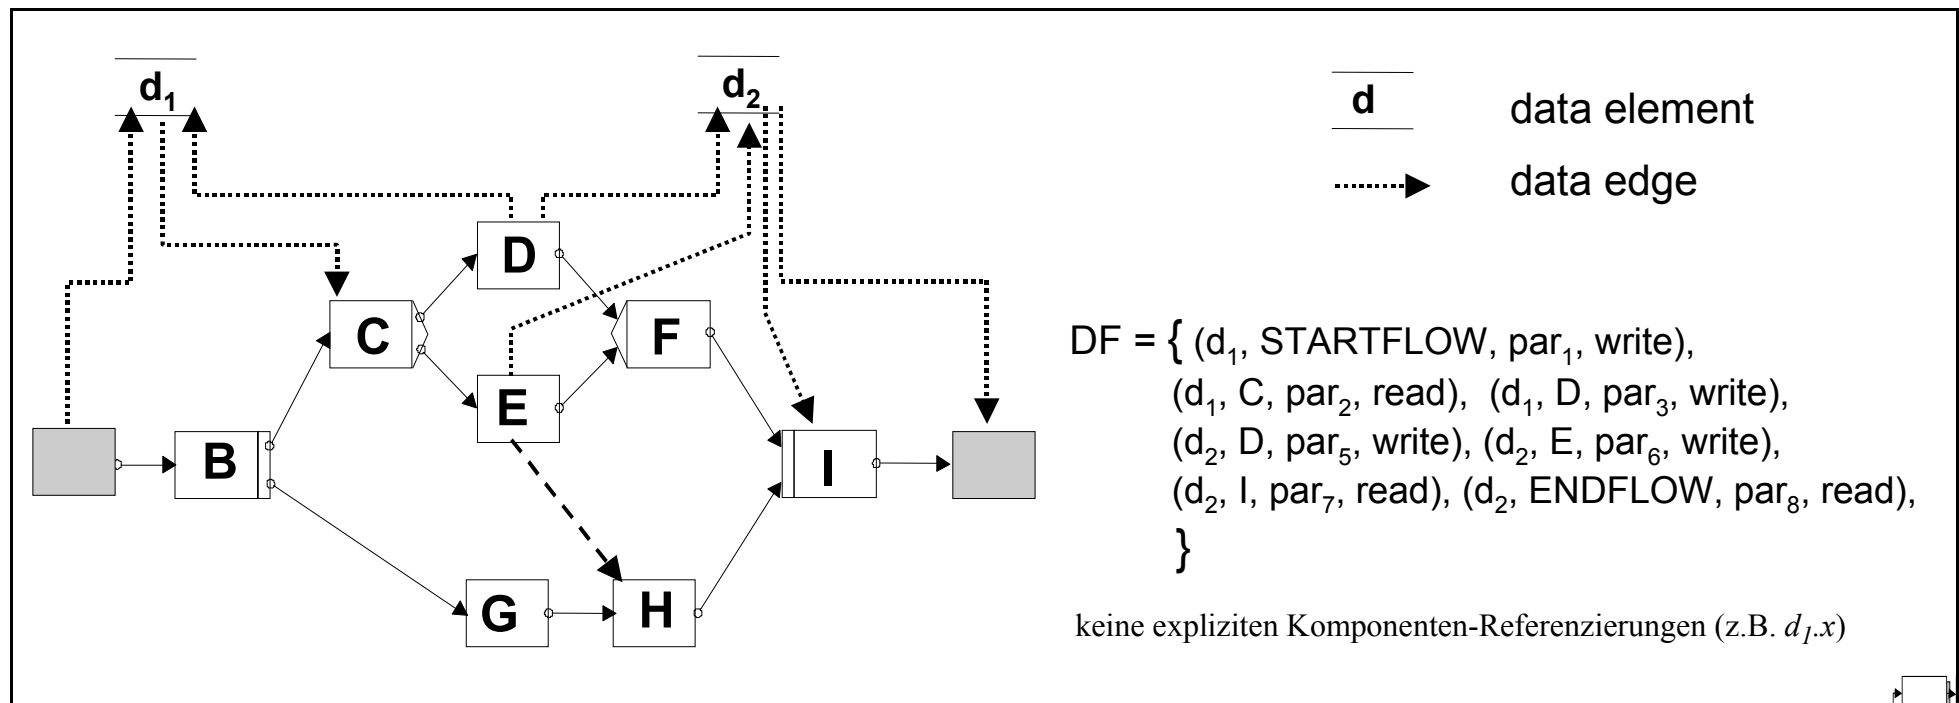 d₁
d₂
d data element
data edge
D
C
F
E
B
I
G
H
DF = { (d₁, STARTFLOW, par₁, write),
(d₁, C, par₂, read), (d₁, D, par₃, write),
(d₂, D, par₅, write), (d₂, E, par₆, write),
(d₂, I, par₇, read), (d₂, ENDFLOW, par₈, read),
}
keine expliziten Komponenten-Referenzierungen (z.B. d₁.x)